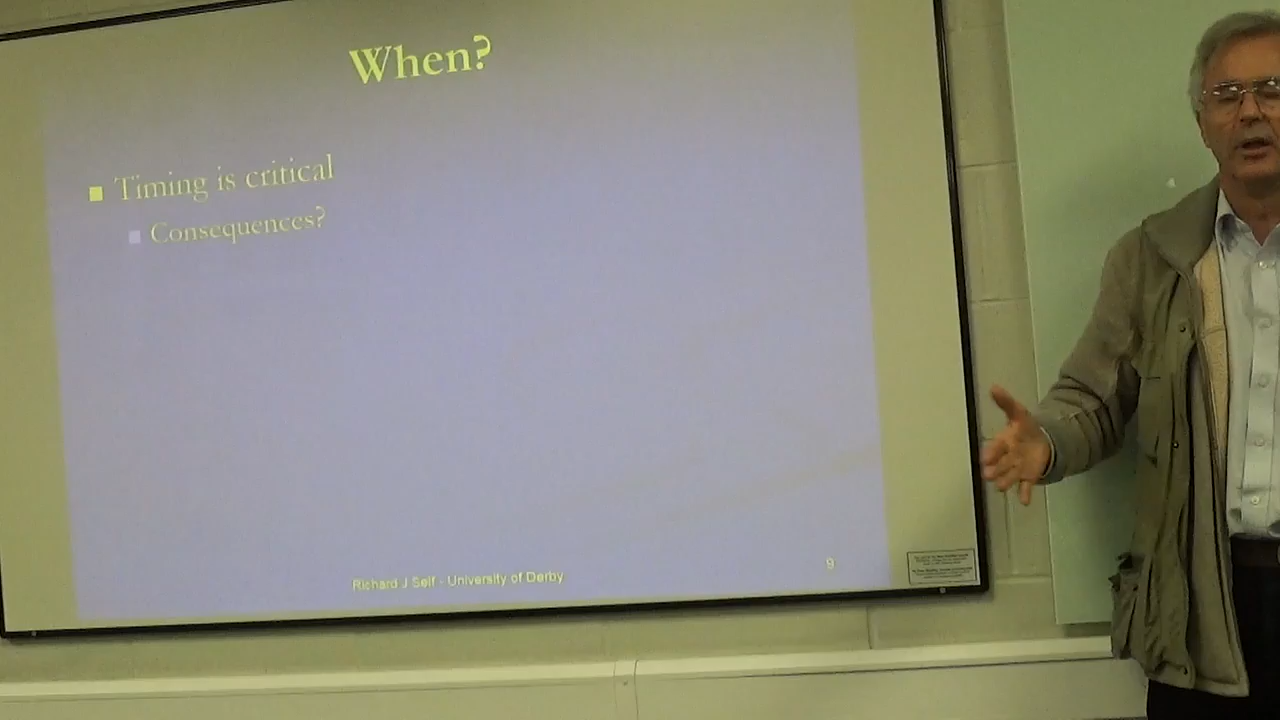 When?
Timing is critical
Consequences?
Richard J Self - University of Derby
9